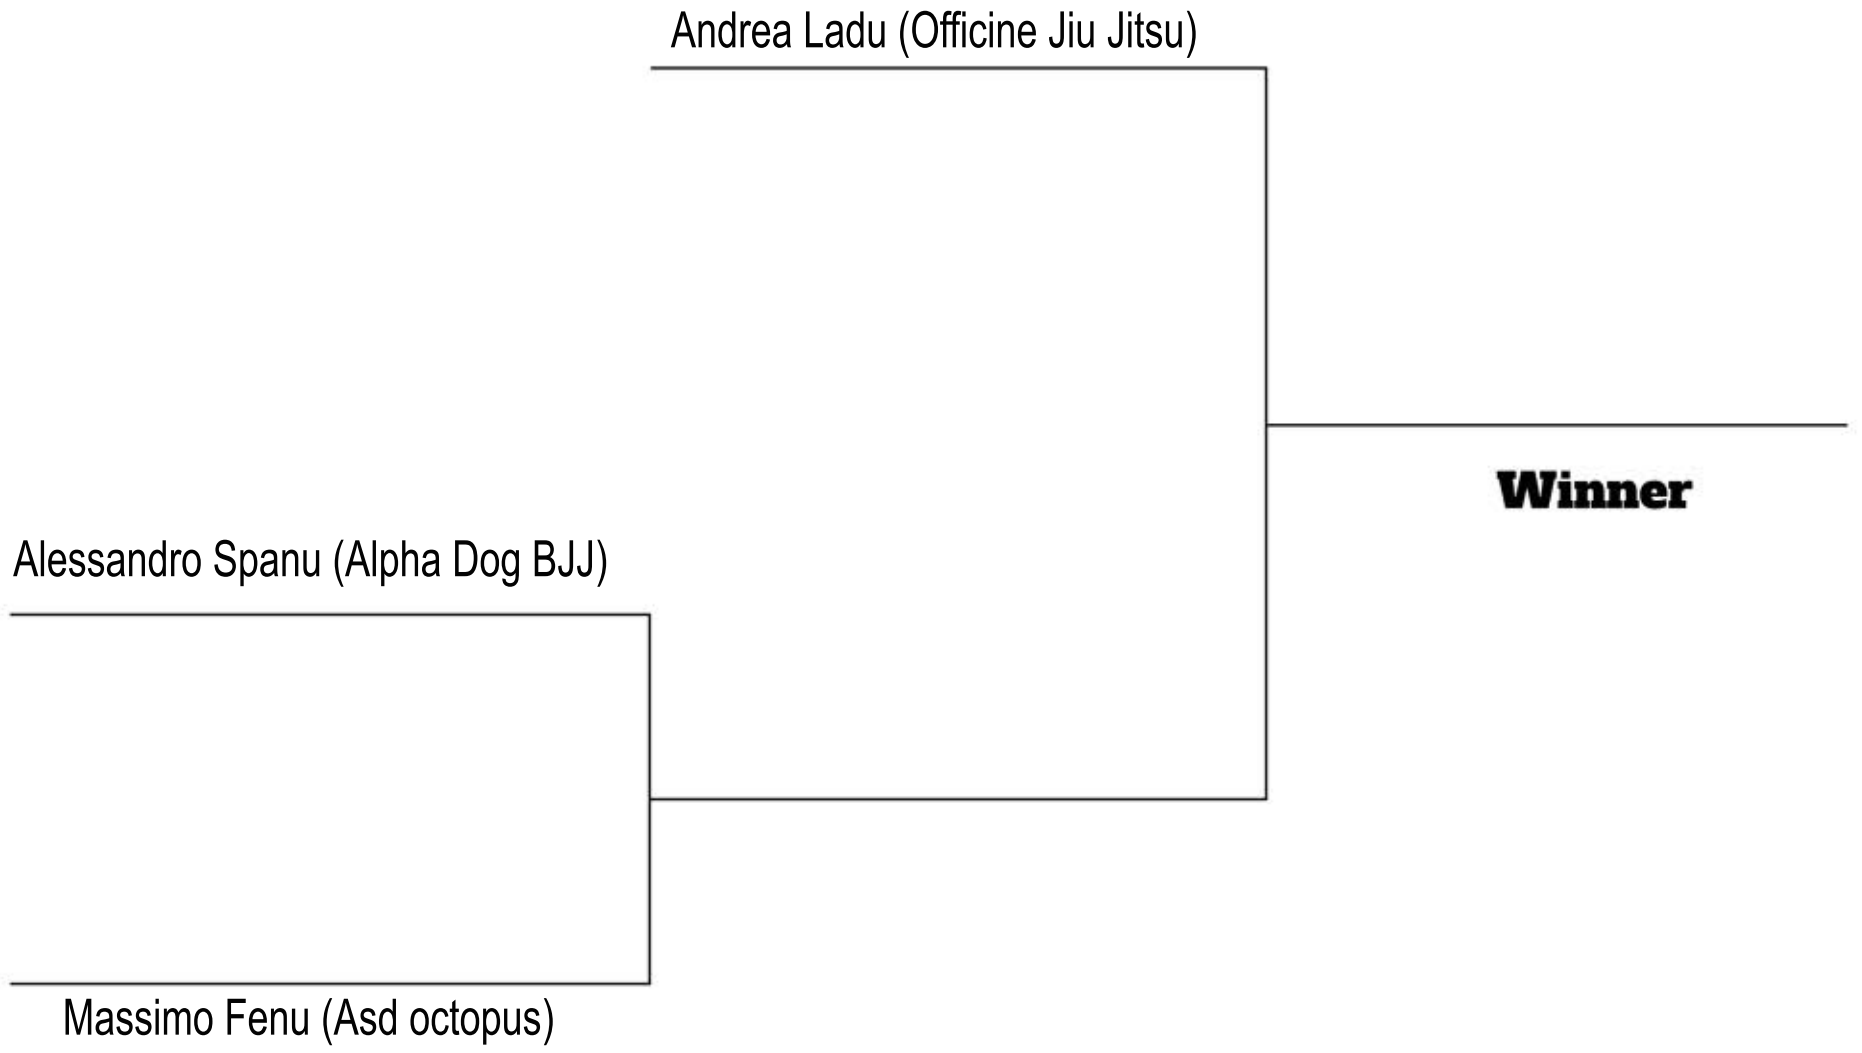 Andrea Ladu (Officine Jiu Jitsu)
Winner
Alessandro Spanu (Alpha Dog BJJ)
Massimo Fenu (Asd octopus)